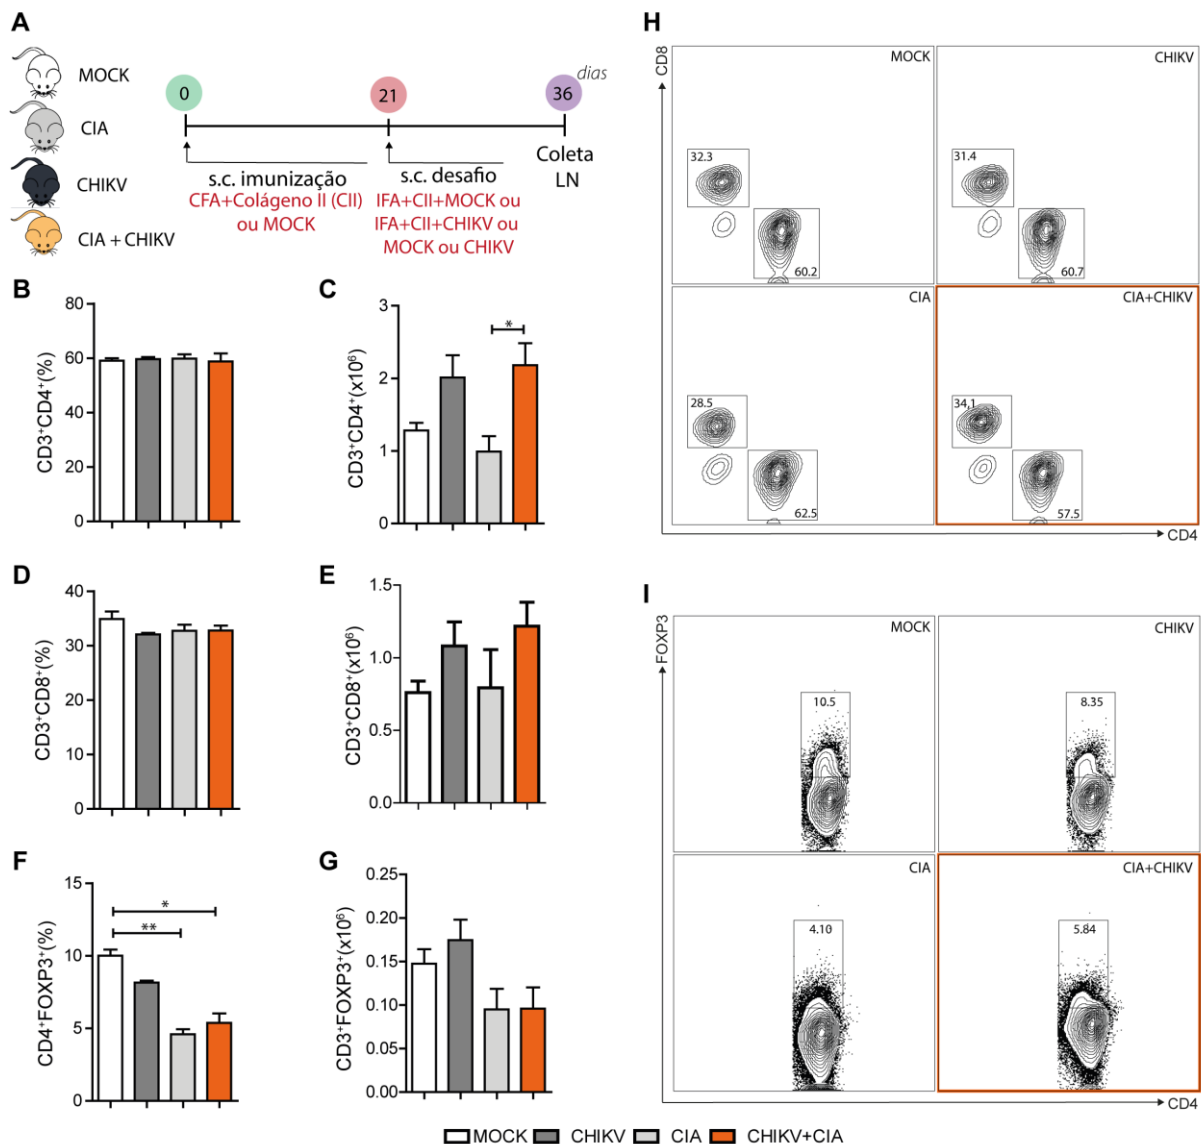 A
MOCK
CIA
CHIKV
CIA + CHIKV
0
21
36
dias
s.c. imunização
CFA+Colágeno II (CII)
ou MOCK
s.c. desafio
IFA+CII+MOCK ou
IFA+CII+CHIKV ou
MOCK ou CHIKV
Coleta
LN
B
CD3⁺CD4⁺(%)
80
60
40
20
0
C
CD3⁺CD4⁺(x10⁶)
3
2
1
0
*
D
CD3⁺CD8⁺(%)
40
30
20
10
0
E
CD3⁺CD8⁺(x10⁶)
1.5
1.0
0.5
0.0
F
CD4⁺FOXP3⁺(%)
15
10
5
0
*
**
G
CD3⁺FOXP3⁺(x10⁶)
0.25
0.20
0.15
0.10
0.05
0.00
H
CD8
MOCK
32.3
60.2
CHIKV
31.4
60.7
CIA
28.5
62.5
CIA+CHIKV
34,1
57.5
CD4
I
FOXP3
MOCK
10.5
CHIKV
8.35
CIA
4.10
CIA+CHIKV
5.84
CD4
MOCK CHIKV CIA CHIKV+CIA